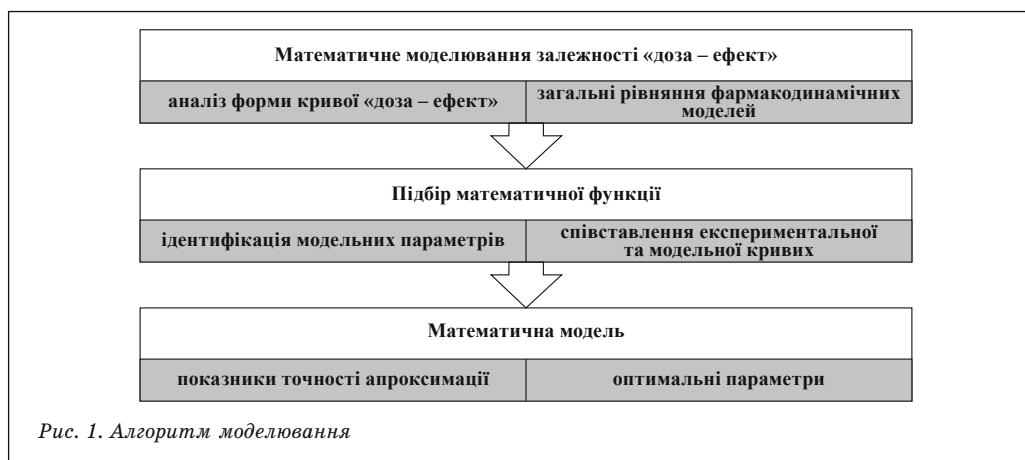 Математичне моделювання залежності «доза – ефект»
аналіз форми кривої «доза – ефект»
загальні рівняння фармакодинамічних
моделей
Підбір математичної функції
ідентифікація модельних параметрів
співставлення експериментальної
та модельної кривих
Математична модель
показники точності апроксимації
оптимальні параметри
Рис. 1. Алгоритм моделювання